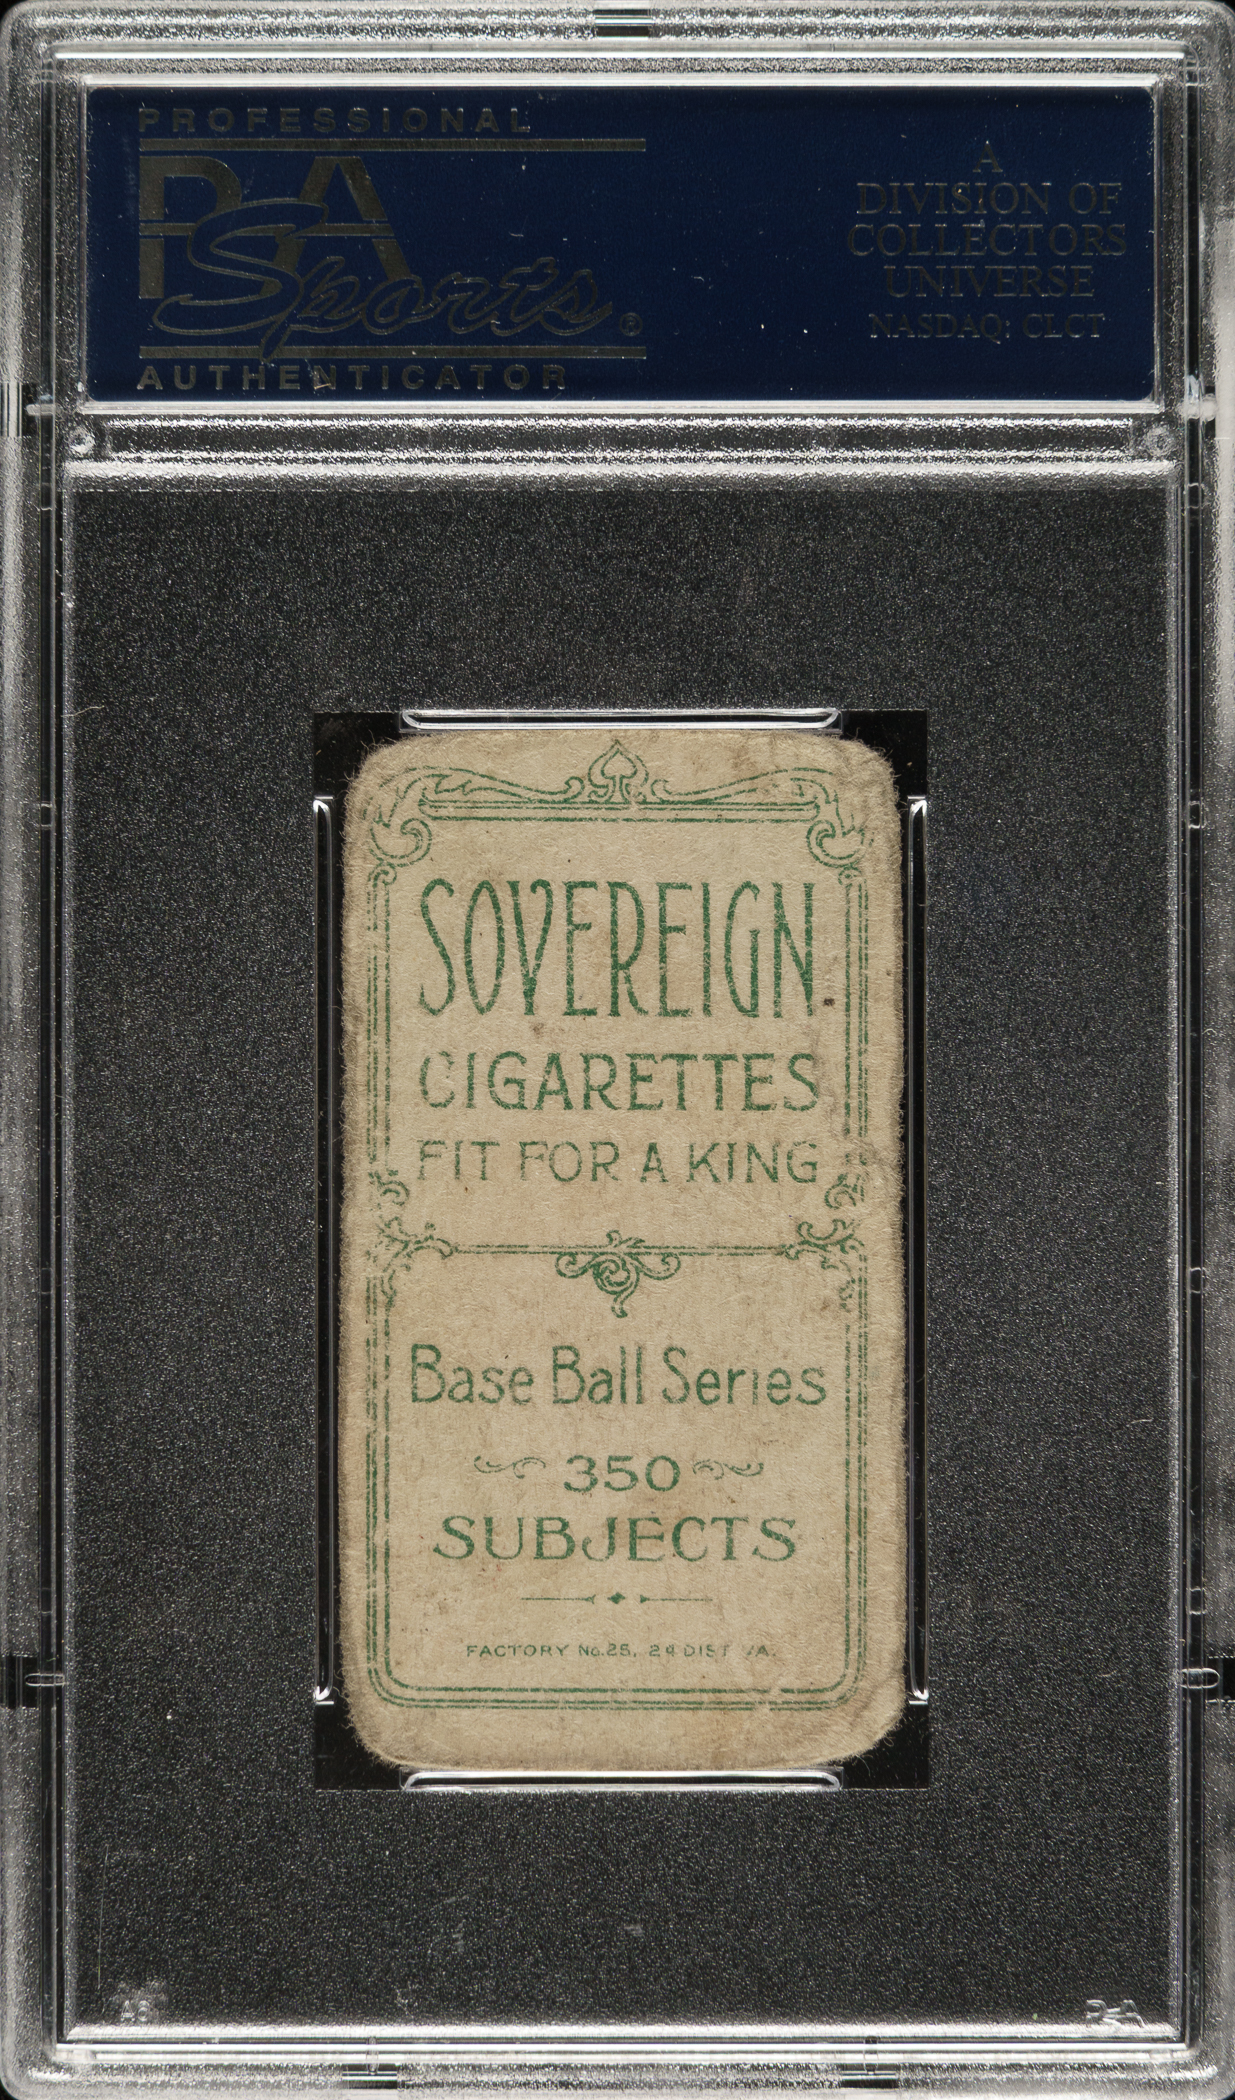 PROFESSIONAL
PSA
Sports ®
AUTHENTICATOR
A
DIVISION OF
COLLECTORS
UNIVERSE
NASDAQ: CLCT
SOVEREIGN
CIGARETTES
FIT FOR A KING
Base Ball Series
350
SUBJECTS
FACTORY No.25, 2D DIST VA.
PSA